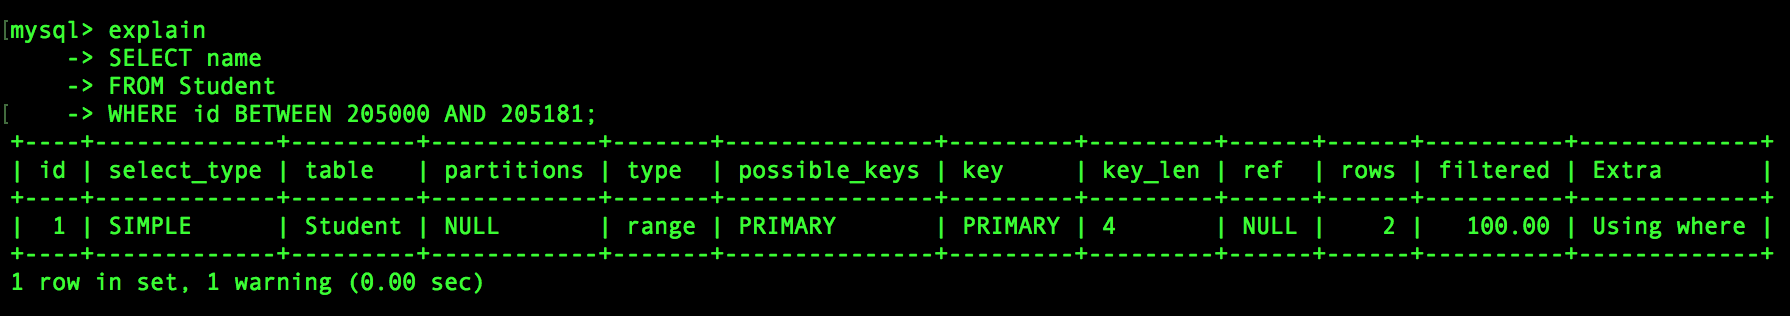 [mysql> explain
    -> SELECT name
    -> FROM Student
[    -> WHERE id BETWEEN 205000 AND 205181;
+----+-------------+---------+------------+-------+---------------+---------+---------+------+------+----------+-------------+
| id | select_type | table   | partitions | type  | possible_keys | key     | key_len | ref  | rows | filtered | Extra       |
+----+-------------+---------+------------+-------+---------------+---------+---------+------+------+----------+-------------+
|  1 | SIMPLE      | Student | NULL       | range | PRIMARY       | PRIMARY | 4       | NULL |    2 |   100.00 | Using where |
+----+-------------+---------+------------+-------+---------------+---------+---------+------+------+----------+-------------+
1 row in set, 1 warning (0.00 sec)